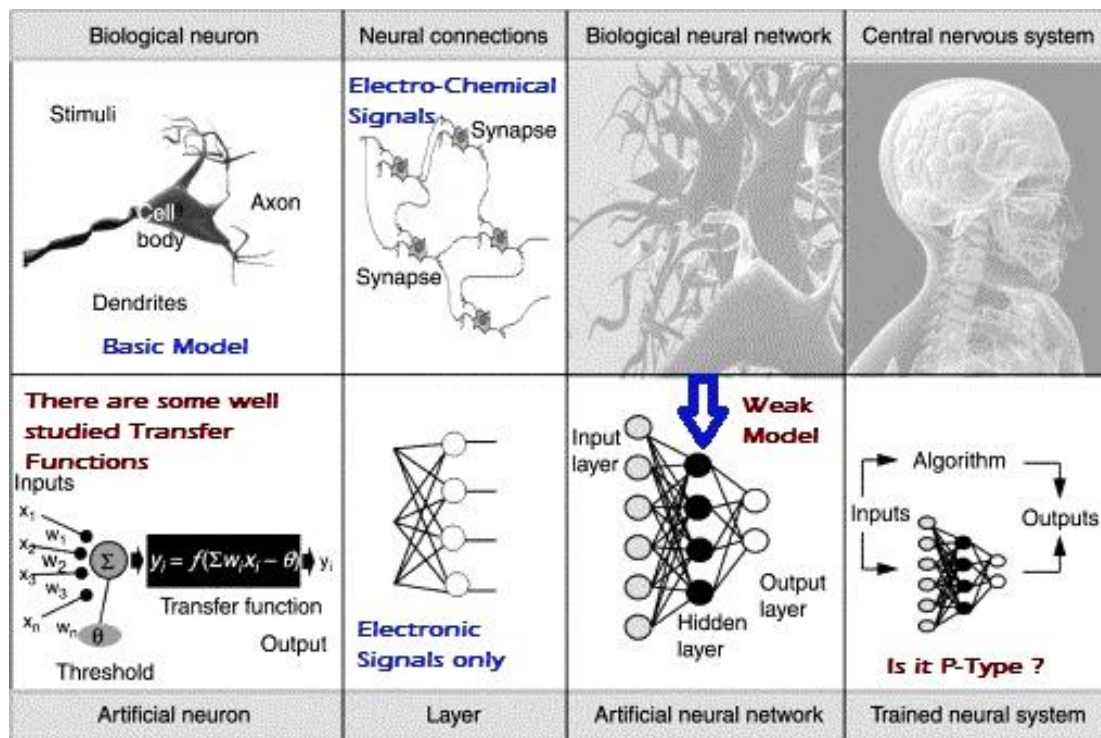 Biological neuron
Neural connections
Biological neural network
Central nervous system
Stimuli
Axon
Cell
body
Dendrites
Basic Model
Electro-Chemical
Signals
Synapse
Synapse
There are some well
studied Transfer
Functions
Inputs
x1
w1
x2
w2
x3
w3
xn
wn
Σ
θ
yi = f(Σwixi − θ)
yi
Transfer function
Output
Threshold
Electronic
Signals only
Weak
Model
Input
layer
Output
layer
Hidden
layer
Algorithm
Inputs
Outputs
Is it P-Type ?
Artificial neuron
Layer
Artificial neural network
Trained neural system